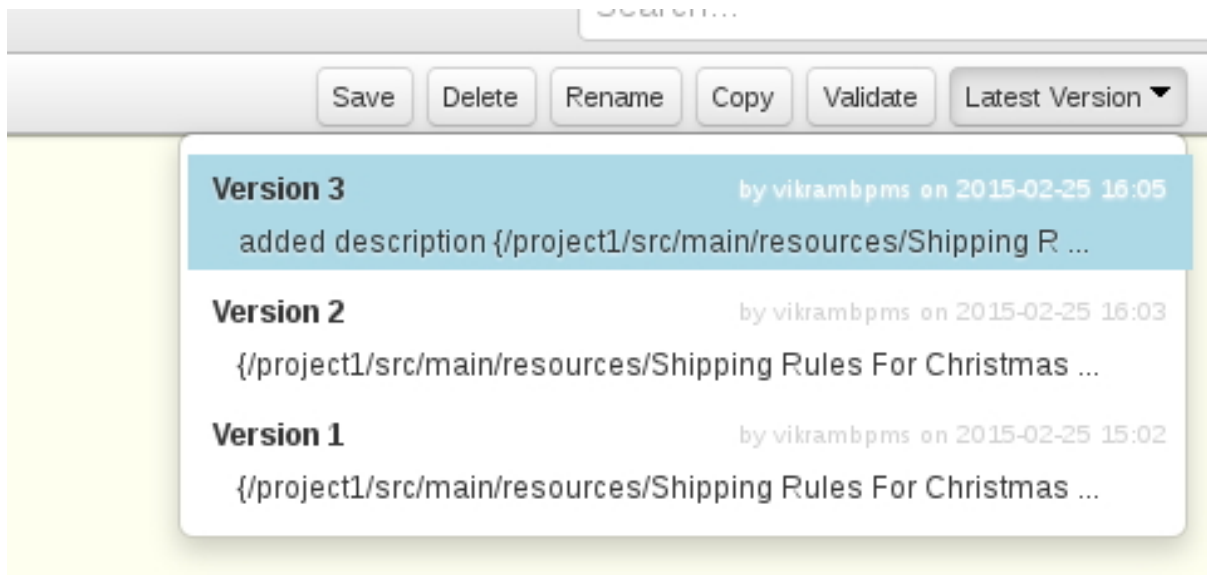 Search...
Save Delete Rename Copy Validate Latest Version
Version 3 by vikrambpms on 2015-02-25 16:05
added description {/project1/src/main/resources/Shipping R ...
Version 2 by vikrambpms on 2015-02-25 16:03
{/project1/src/main/resources/Shipping Rules For Christmas ...
Version 1 by vikrambpms on 2015-02-25 15:02
{/project1/src/main/resources/Shipping Rules For Christmas ...